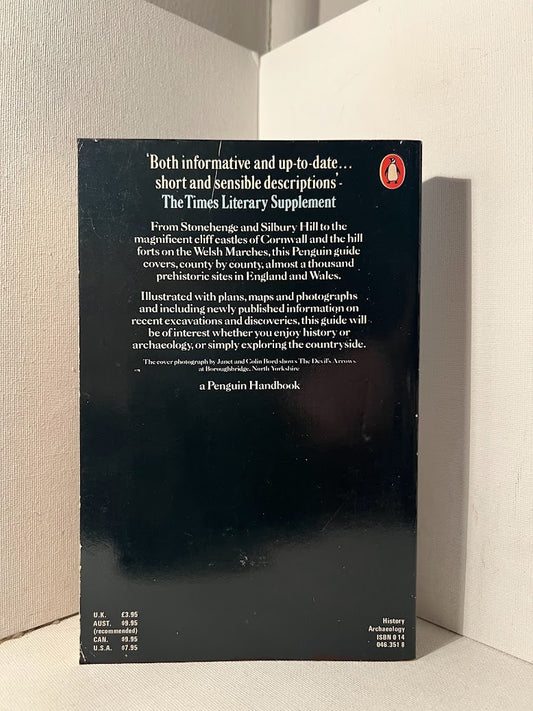 'Both informative and up-to-date...
short and sensible descriptions'-
The Times Literary Supplement
From Stonehenge and Silbury Hill to the
magnificent cliff castles of Cornwall and the hill
forts on the Welsh Marches, this Penguin guide
covers, county by county, almost a thousand
prehistoric sites in England and Wales.
Illustrated with plans, maps and photographs
and including newly published information on
recent excavations and discoveries, this guide will
be of interest whether you enjoy history or
archaeology, or simply exploring the countryside.
The cover photograph by Janet and Colin Bord shows The Devil's Arrows
at Boroughbridge, North Yorkshire
a Penguin Handbook
U.K. £3.95
AUST. $9.95
(recommended)
CAN. $9.95
U.S.A. $7.95
History
Archaeology
ISBN 0 14
046.351 8